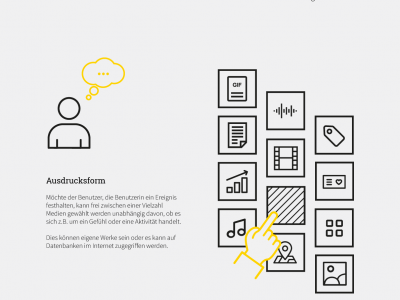 GIF
Ausdrucksform
Möchte der Benutzer, die Benutzerin ein Ereignis
festhalten, kann frei zwischen einer Vielzahl
Medien gewählt werden unabhängig davon, ob es
sich z.B. um ein Gefühl oder eine Aktivität handelt.
Dies können eigene Werke sein oder es kann auf
Datenbanken im Internet zugegriffen werden.